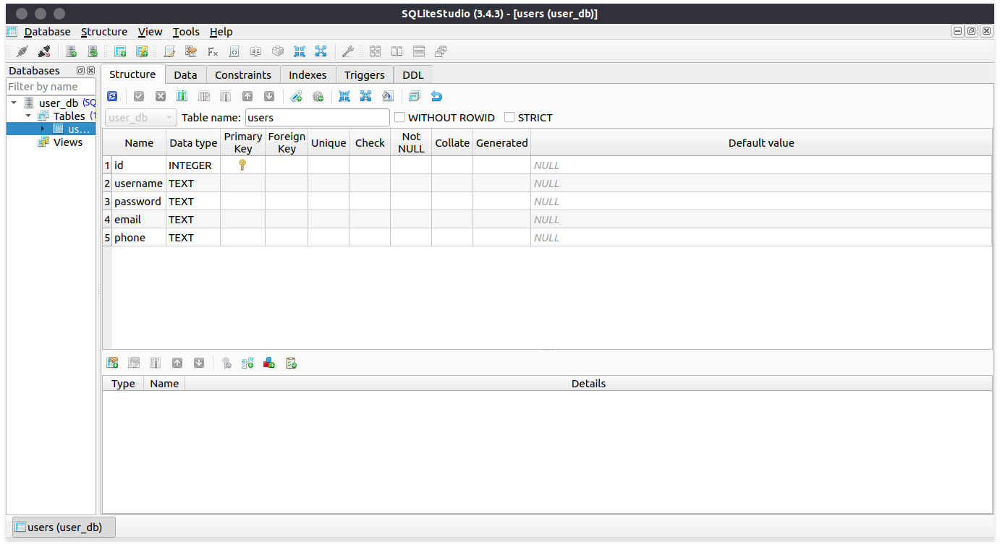 SQLiteStudio (3.4.3) - [users (user_db)]
Database Structure View Tools Help
Databases
Filter by name
user_db (SQ
Tables (1
us...
Views
Structure Data Constraints Indexes Triggers DDL
user_db Table name: users WITHOUT ROWID STRICT
Name Data type Primary Key Foreign Key Unique Check Not NULL Collate Generated Default value
1 id INTEGER NULL
2 username TEXT NULL
3 password TEXT NULL
4 email TEXT NULL
5 phone TEXT NULL
Type Name Details
users (user_db)